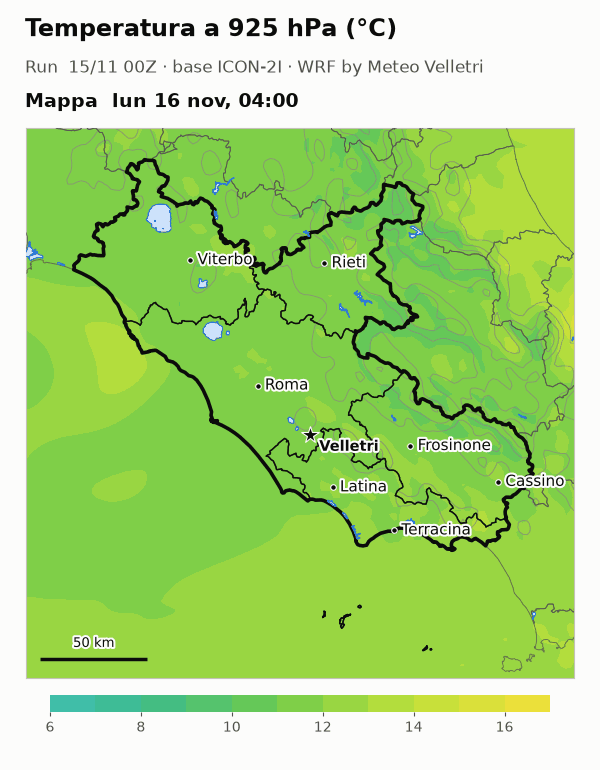 Temperatura a 925 hPa (°C)
Run  15/11 00Z · base ICON-2I · WRF by Meteo Velletri
Mappa  lun 16 nov, 04:00
Viterbo
Rieti
Roma
Velletri
Frosinone
Latina
Cassino
Terracina
50 km
6 8 10 12 14 16